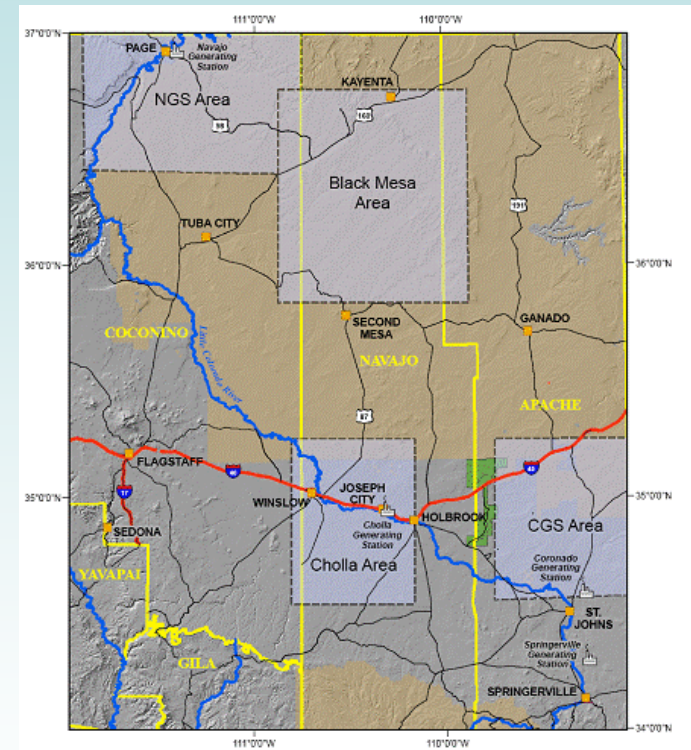 111°0'0"W
110°0'0"W
37°0'0"N
PAGE
Navajo
Generating
Station
NGS Area
98
KAYENTA
160
Black Mesa
Area
191
TUBA CITY
36°0'0"N
36°0'0"N
COCONINO
Little Colorado River
SECOND
MESA
GANADO
NAVAJO
APACHE
87
FLAGSTAFF
40
40
17
JOSEPH
CITY
WINSLOW
HOLBROOK
35°0'0"N
35°0'0"N
Cholla
Generating
Station
CGS Area
SEDONA
Cholla Area
Coronado
Generating
Station
YAVAPAI
ST.
JOHNS
GILA
Springerville
Generating
Station
SPRINGERVILLE
34°0'0"N
111°0'0"W
110°0'0"W